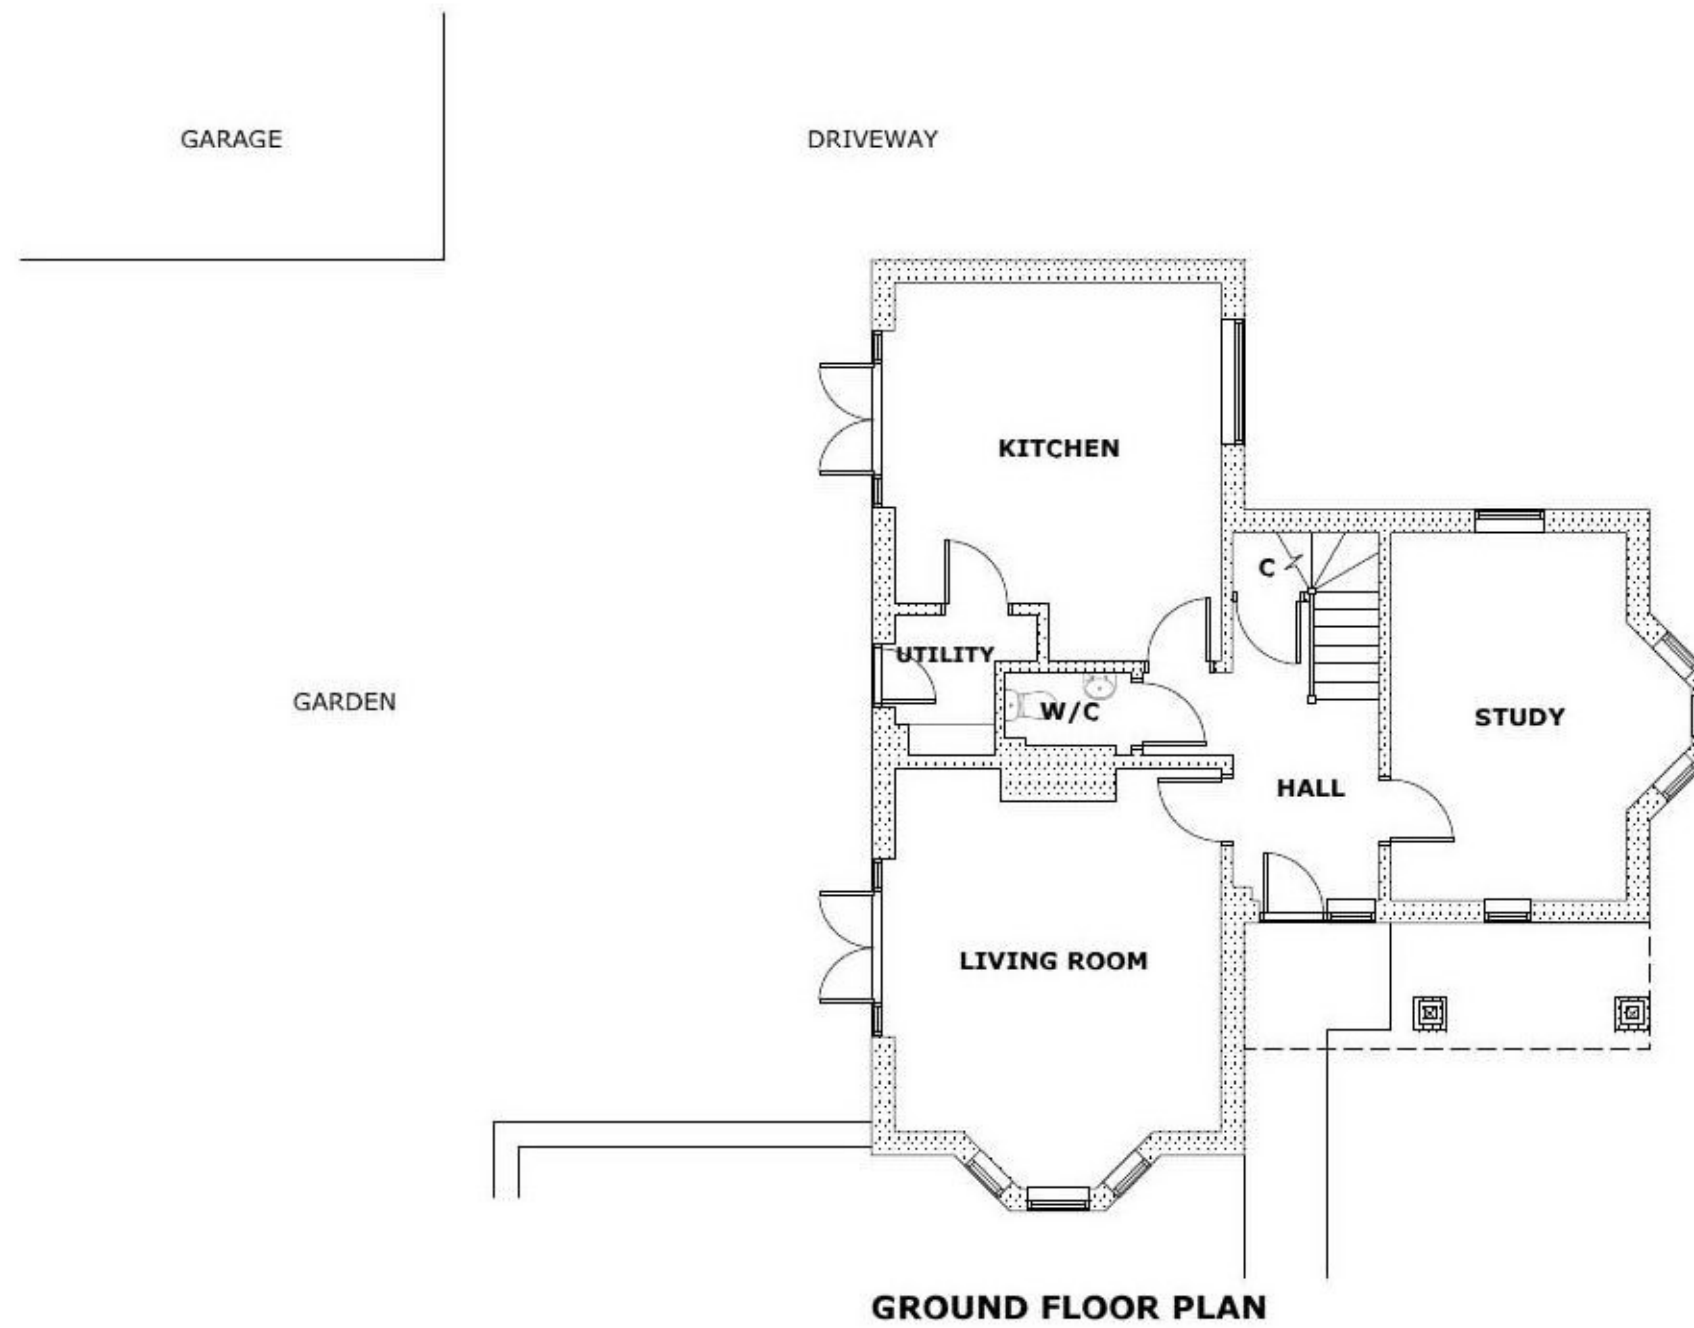 GARAGE
DRIVEWAY
KITCHEN
C
UTILITY
GARDEN
W/C
STUDY
HALL
LIVING ROOM
GROUND FLOOR PLAN